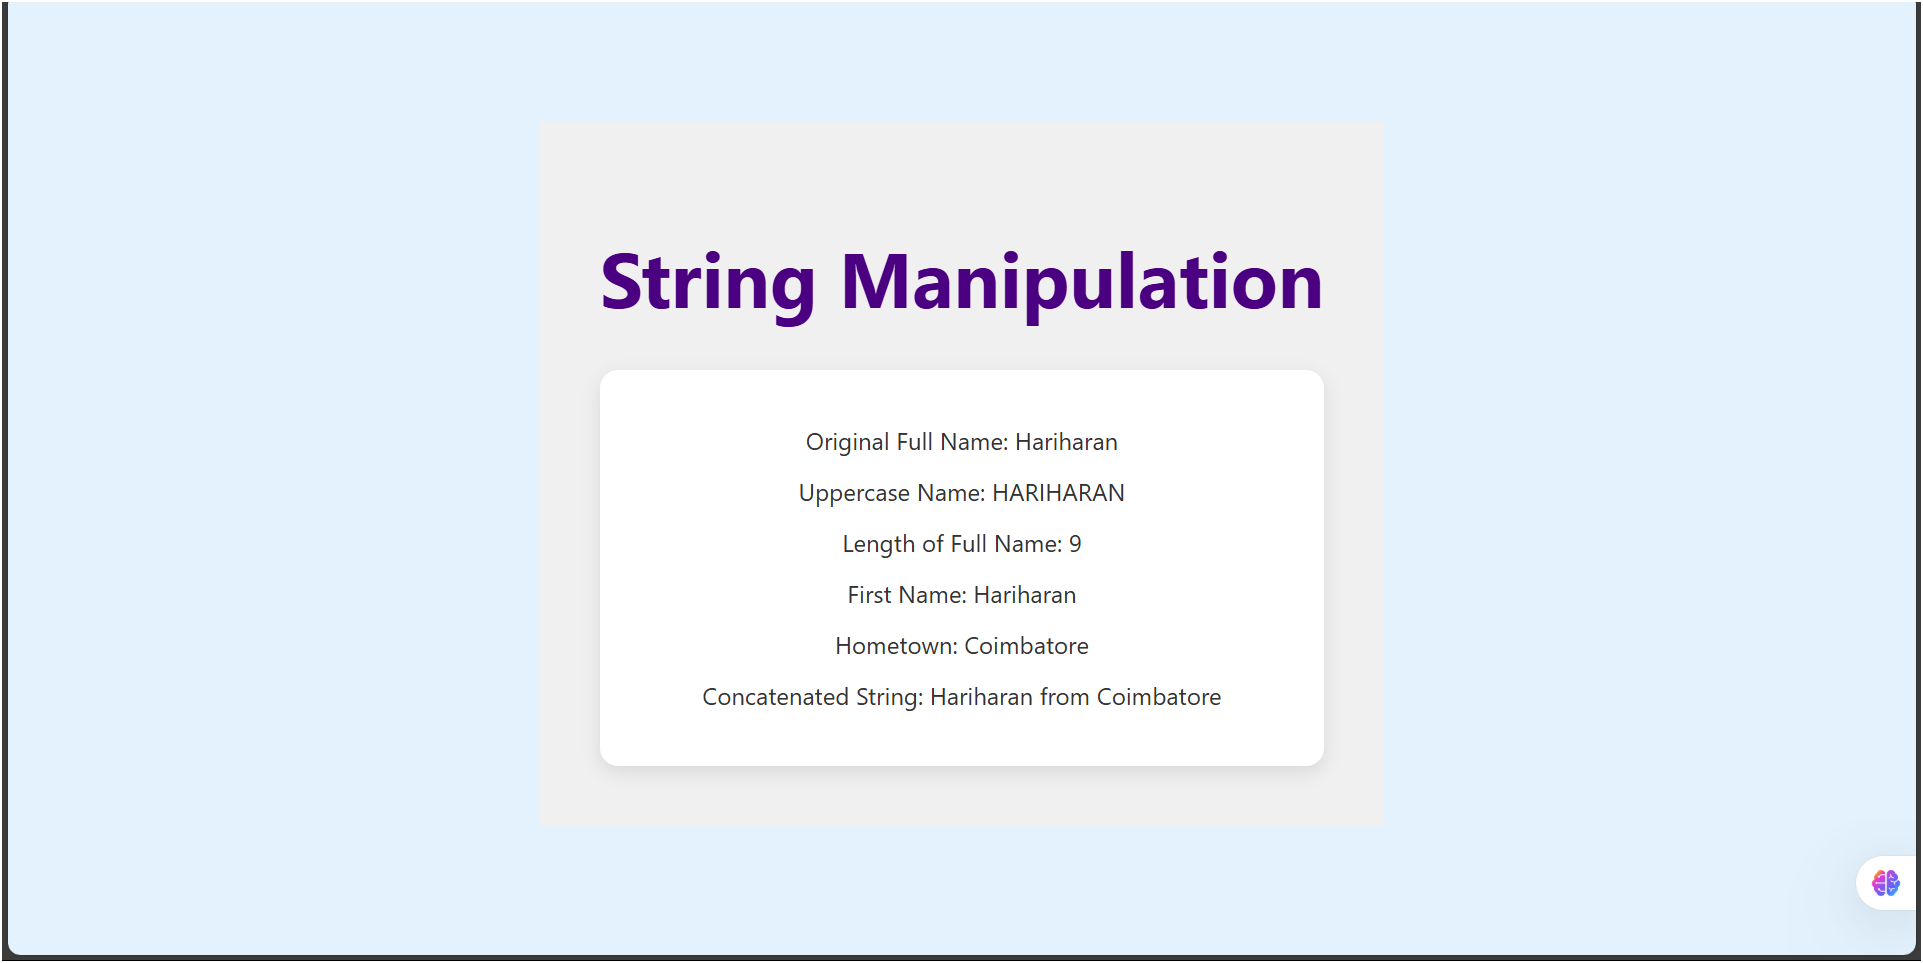 String Manipulation
Original Full Name: Hariharan
Uppercase Name: HARIHARAN
Length of Full Name: 9
First Name: Hariharan
Hometown: Coimbatore
Concatenated String: Hariharan from Coimbatore